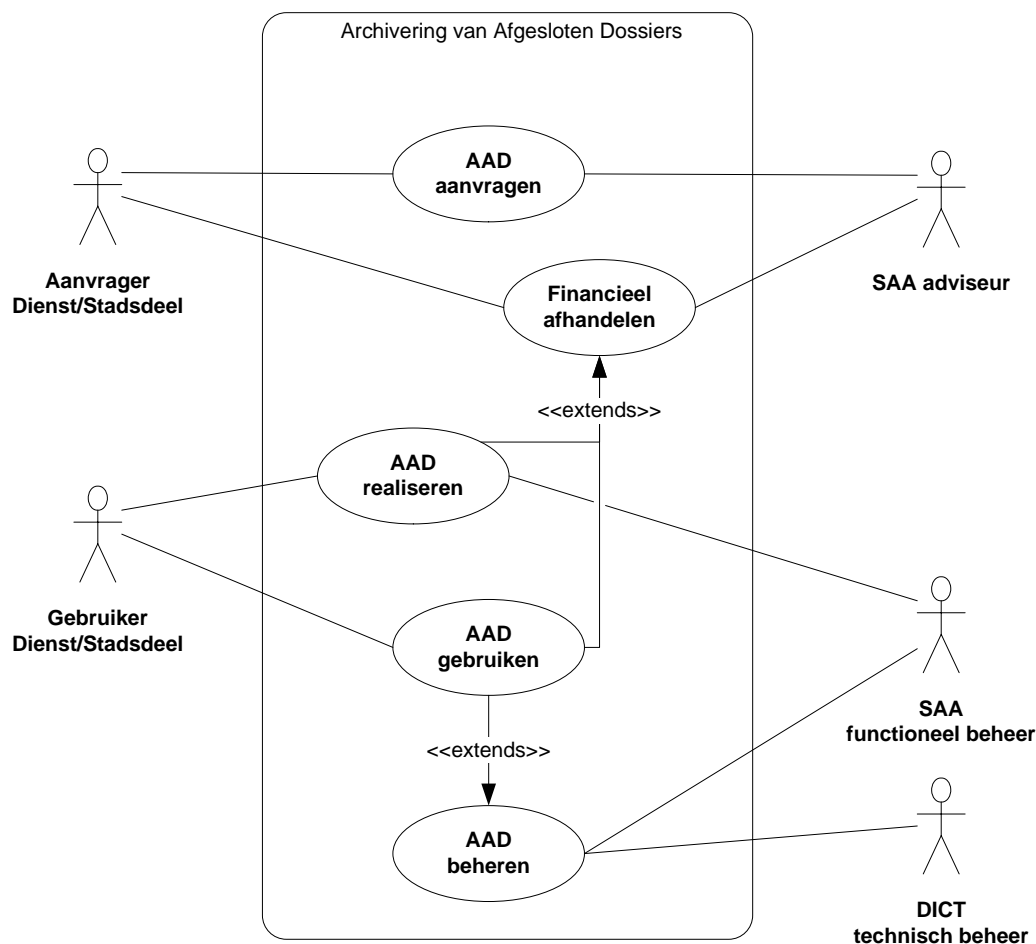 Archivering van Afgesloten Dossiers
AAD
aanvragen
Aanvrager
Dienst/Stadsdeel
SAA adviseur
Financieel
afhandelen
<<extends>>
AAD
realiseren
Gebruiker
Dienst/Stadsdeel
AAD
gebruiken
SAA
functioneel beheer
<<extends>>
AAD
beheren
DICT
technisch beheer